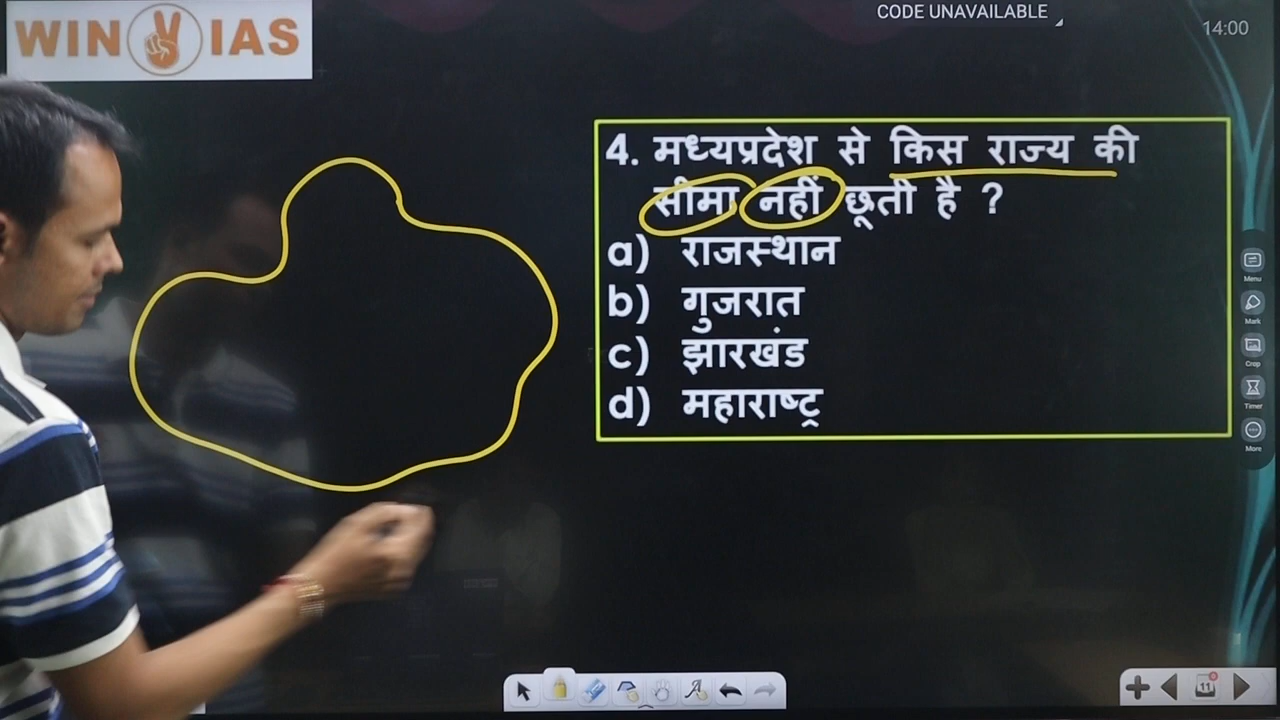 WIN IAS
CODE UNAVAILABLE
14:00
4. मध्यप्रदेश से किस राज्य की
सीमा नहीं छूती है ?
a) राजस्थान
b) गुजरात
c) झारखंड
d) महाराष्ट्र
Menu
Mark
Crop
Timer
More
11